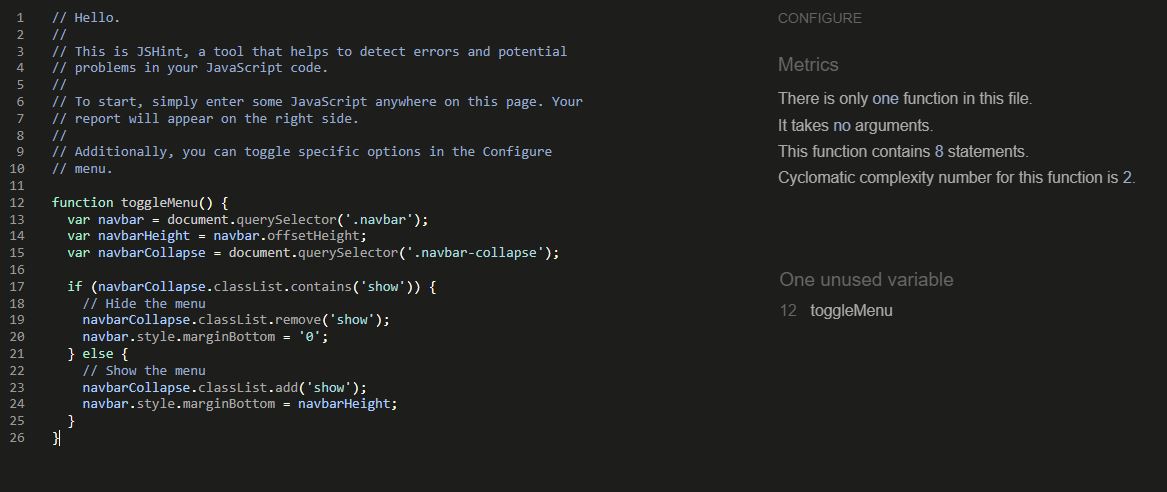 1 // Hello.
2 //
3 // This is JSHint, a tool that helps to detect errors and potential
4 // problems in your JavaScript code.
5 //
6 // To start, simply enter some JavaScript anywhere on this page. Your
7 // report will appear on the right side.
8 //
9 // Additionally, you can toggle specific options in the Configure
10 // menu.
11
12 function toggleMenu() {
13   var navbar = document.querySelector('.navbar');
14   var navbarHeight = navbar.offsetHeight;
15   var navbarCollapse = document.querySelector('.navbar-collapse');
16
17   if (navbarCollapse.classList.contains('show')) {
18     // Hide the menu
19     navbarCollapse.classList.remove('show');
20     navbar.style.marginBottom = '0';
21   } else {
22     // Show the menu
23     navbarCollapse.classList.add('show');
24     navbar.style.marginBottom = navbarHeight;
25   }
26 }
CONFIGURE
Metrics
There is only one function in this file.
It takes no arguments.
This function contains 8 statements.
Cyclomatic complexity number for this function is 2.
One unused variable
12 toggleMenu